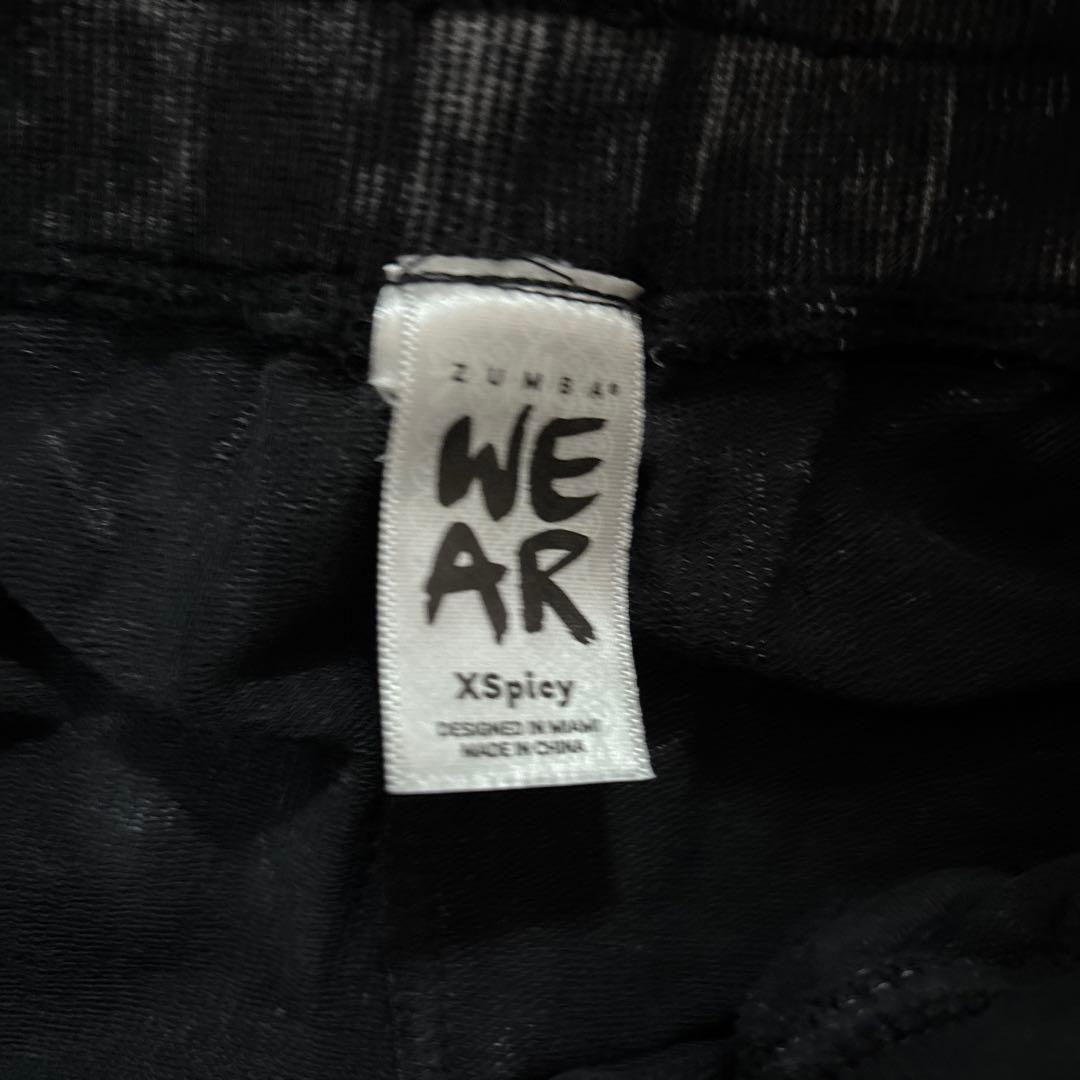 ZUMBA®
WE
AR
XSpicy
DESIGNED IN MIAMI
MADE IN CHINA